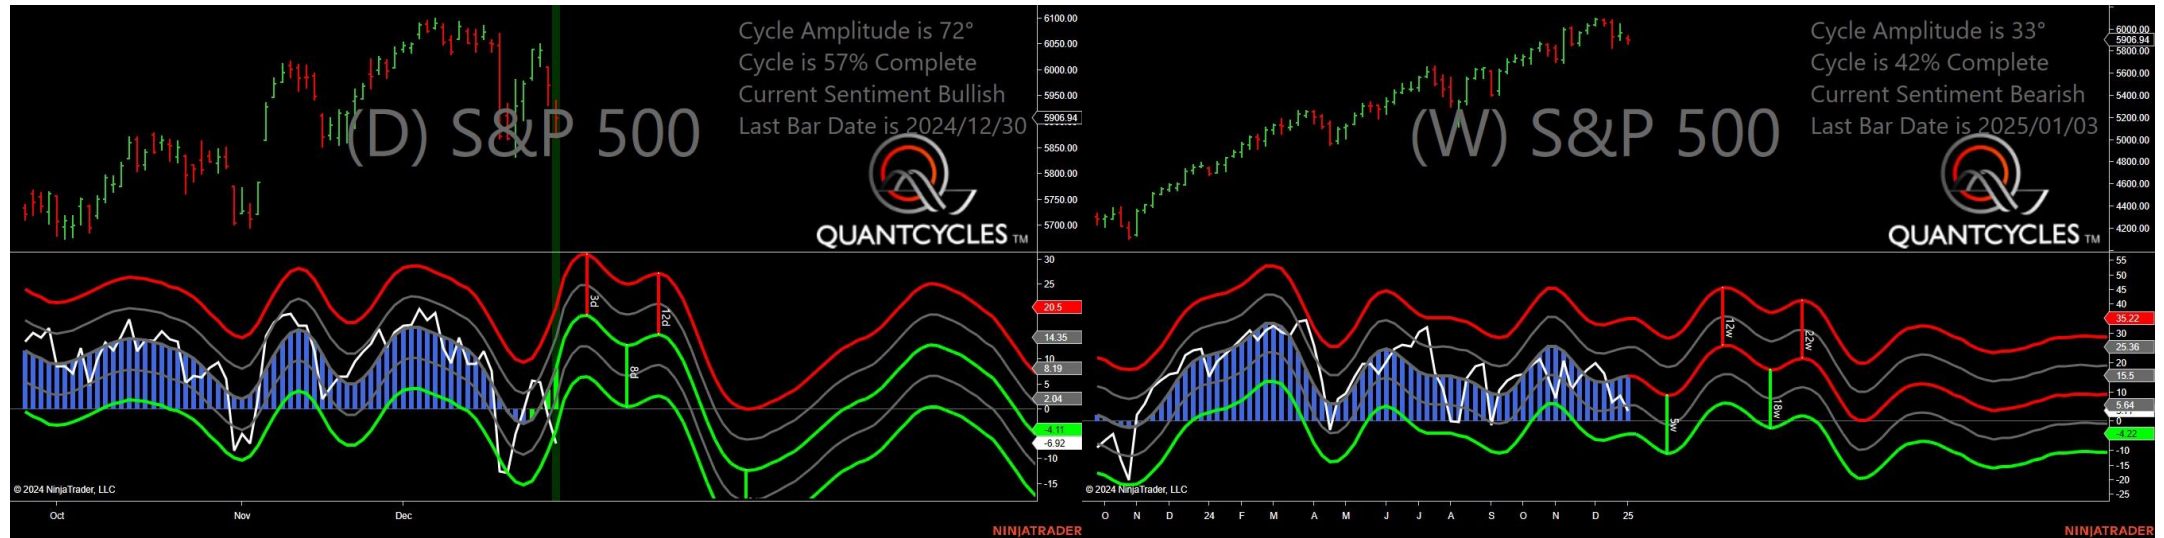 Cycle Amplitude is 72°
Cycle is 57% Complete
Current Sentiment Bullish
Last Bar Date is 2024/12/30
(D) S&P 500
QUANTCYCLES TM
6100.00
6050.00
6000.00
5950.00
5906.94
5850.00
5800.00
5750.00
5700.00
30
25
20.5
14.35
10
8.19
5
2.04
0
-4.11
-6.92
-10
-15
3d
12d
8d
© 2024 NinjaTrader, LLC
Oct Nov Dec
NINJATRADER
Cycle Amplitude is 33°
Cycle is 42% Complete
Current Sentiment Bearish
Last Bar Date is 2025/01/03
(W) S&P 500
QUANTCYCLES TM
6000.00
5906.94
5800.00
5600.00
5400.00
5200.00
5000.00
4800.00
4600.00
4400.00
4200.00
55
50
45
40
35.22
30
25.36
20
15.5
10
5.64
0
-4.22
-10
-15
-20
-25
12w
22w
5w
18w
© 2024 NinjaTrader, LLC
O N D 24 F M A M J J A S O N D 25
NINJATRADER